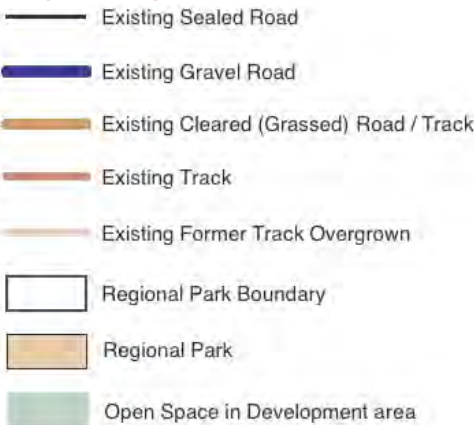 Existing Sealed Road
Existing Gravel Road
Existing Cleared (Grassed) Road / Track
Existing Track
Existing Former Track Overgrown
Regional Park Boundary
Regional Park
Open Space in Development area